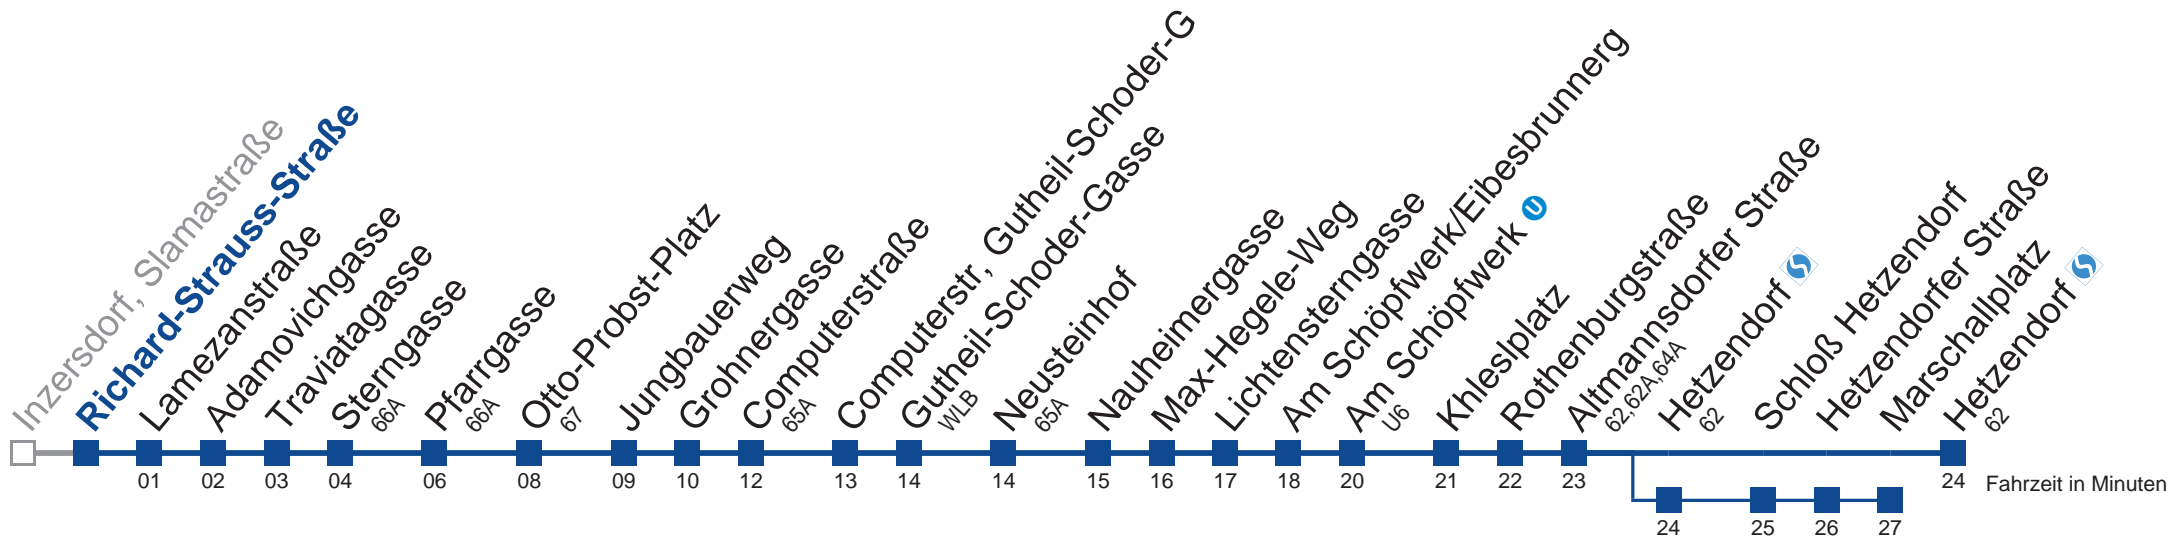 Inzersdorf, Slamastraße
Richard-Strauss-Straße
Lamezanstraße
Adamovichgasse
Traviatagasse
Sterngasse
66A
Pfarrgasse
66A
Otto-Probst-Platz
67
Jungbauerweg
Grohnergasse
Computerstraße
65A
Computerstr, Gutheil-Schoder-G
Gutheil-Schoder-Gasse
WLB
Neusteinhof
65A
Nauheimergasse
Max-Hegele-Weg
Lichtensterngasse
Am Schöpfwerk/Eibesbrunnerg
Am Schöpfwerk U
U6
Khleslplatz
Rothenburgstraße
Altmannsdorfer Straße
62,62A,64A
Hetzendorf
62
Schloß Hetzendorf
Hetzendorfer Straße
Marschallplatz
Hetzendorf
62
01 02 03 04 06 08 09 10 12 13 14 14 15 16 17 18 20 21 22 23 24 Fahrzeit in Minuten
24 25 26 27